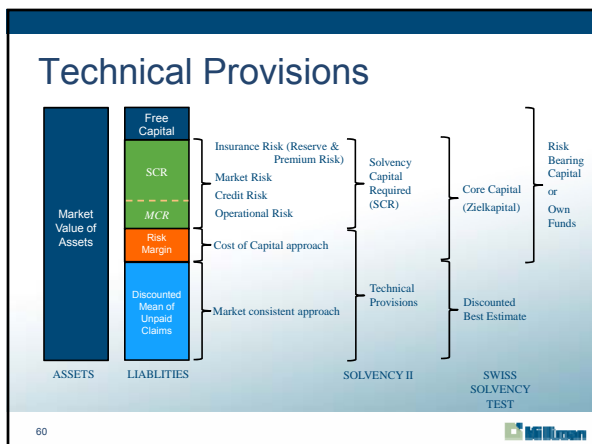 Technical Provisions
Market
Value of
Assets
Free
Capital
SCR
MCR
Risk
Margin
Discounted
Mean of
Unpaid
Claims
Insurance Risk (Reserve &
Premium Risk)
Market Risk
Credit Risk
Operational Risk
Cost of Capital approach
Market consistent approach
Solvency
Capital
Required
(SCR)
Technical
Provisions
Core Capital
(Zielkapital)
Discounted
Best Estimate
Risk
Bearing
Capital
or
Own
Funds
ASSETS
LIABLITIES
SOLVENCY II
SWISS
SOLVENCY
TEST
60
Milliman